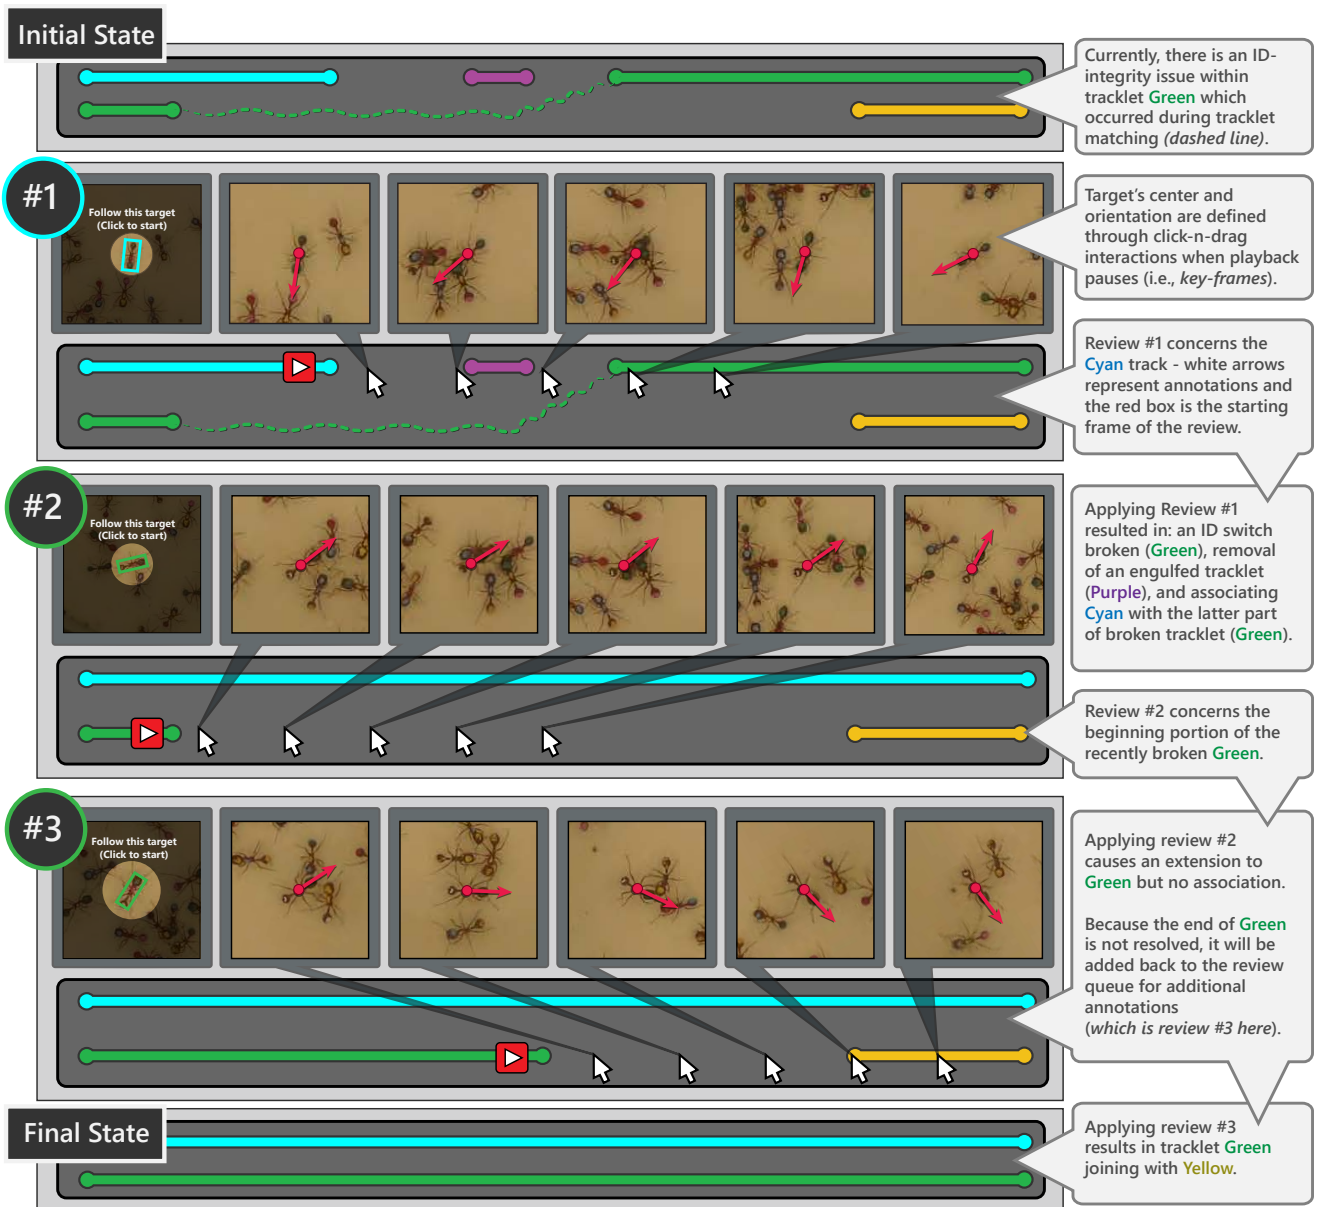 Initial State
Currently, there is an ID-
integrity issue within
tracklet Green which
occurred during tracklet
matching (dashed line).
#1
Follow this target
(Click to start)
Target's center and
orientation are defined
through click-n-drag
interactions when playback
pauses (i.e., key-frames).
Review #1 concerns the
Cyan track - white arrows
represent annotations and
the red box is the starting
frame of the review.
#2
Follow this target
(Click to start)
Applying Review #1
resulted in: an ID switch
broken (Green), removal
of an engulfed tracklet
(Purple), and associating
Cyan with the latter part
of broken tracklet (Green).
Review #2 concerns the
beginning portion of the
recently broken Green.
#3
Follow this target
(Click to start)
Applying review #2
causes an extension to
Green but no association.
Because the end of Green
is not resolved, it will be
added back to the review
queue for additional
annotations
(which is review #3 here).
Final State
Applying review #3
results in tracklet Green
joining with Yellow.